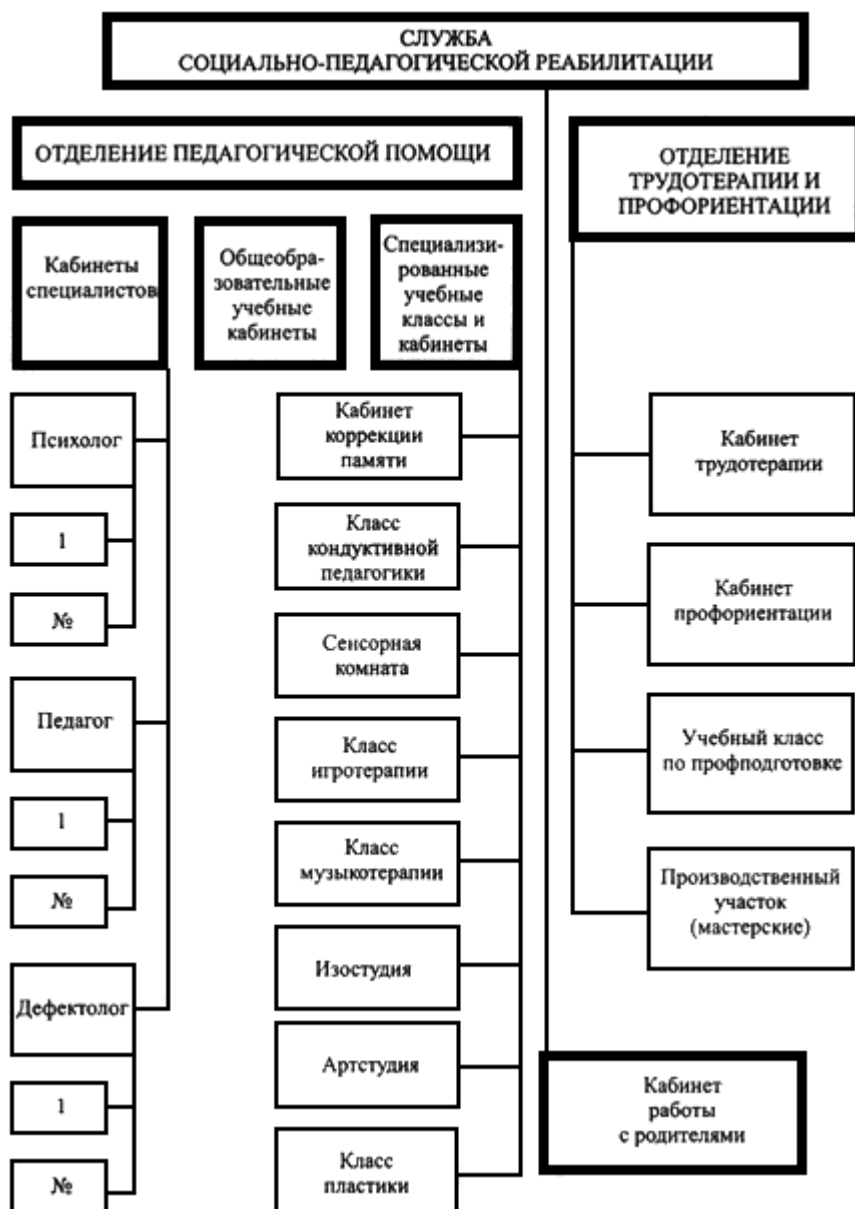 СЛУЖБА
СОЦИАЛЬНО-ПЕДАГОГИЧЕСКОЙ РЕАБИЛИТАЦИИ
ОТДЕЛЕНИЕ ПЕДАГОГИЧЕСКОЙ ПОМОЩИ
ОТДЕЛЕНИЕ
ТРУДОТЕРАПИИ И
ПРОФОРИЕНТАЦИИ
Кабинеты
специалистов
Общеобра-
зовательные
учебные
кабинеты
Специализи-
рованные
учебные
классы и
кабинеты
Психолог
1
№
Педагог
1
№
Дефектолог
1
№
Кабинет
коррекции
памяти
Класс
кондуктивной
педагогики
Сенсорная
комната
Класс
игротерапии
Класс
музыкотерапии
Изостудия
Артстудия
Класс
пластики
Кабинет
трудотерапии
Кабинет
профориентации
Учебный класс
по профподготовке
Производственный
участок
(мастерские)
Кабинет
работы
с родителями